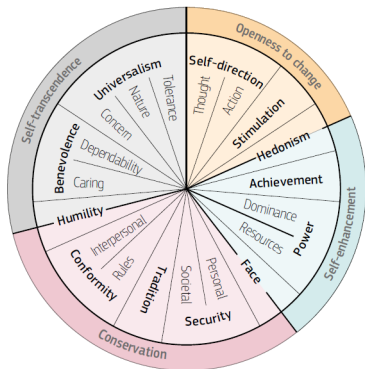 Openness to change
Self-direction
Thought
Action
Stimulation
Hedonism
Self-enhancement
Achievement
Power
Dominance
Resources
Face
Conservation
Security
Personal
Societal
Tradition
Conformity
Rules
Interpersonal
Humility
Self-transcendence
Benevolence
Caring
Dependability
Universalism
Concern
Nature
Tolerance